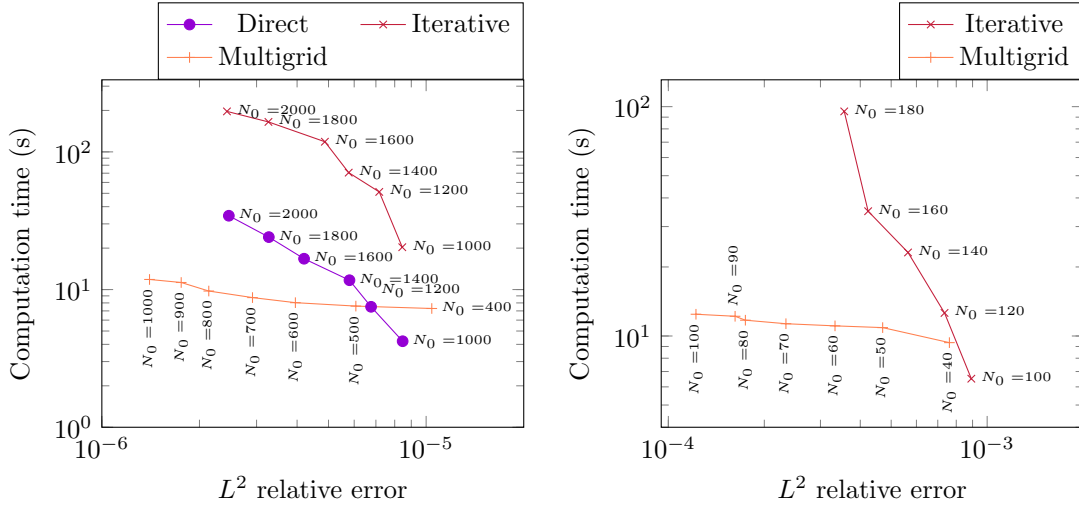 Direct
Iterative
Multigrid
Computation time (s)
10^2
10^1
10^0
N_0 =2000
N_0 =1800
N_0 =1600
N_0 =1400
N_0 =1200
N_0 =1000
N_0 =2000
N_0 =1800
N_0 =1600
N_0 =1400
N_0 =1200
N_0 =1000
N_0 =1000
N_0 =900
N_0 =800
N_0 =700
N_0 =600
N_0 =500
N_0 =400
10^-6
10^-5
L^2 relative error
Iterative
Multigrid
Computation time (s)
10^2
10^1
N_0 =180
N_0 =160
N_0 =140
N_0 =120
N_0 =100
N_0 =100
N_0 =90
N_0 =80
N_0 =70
N_0 =60
N_0 =50
N_0 =40
10^-4
10^-3
L^2 relative error